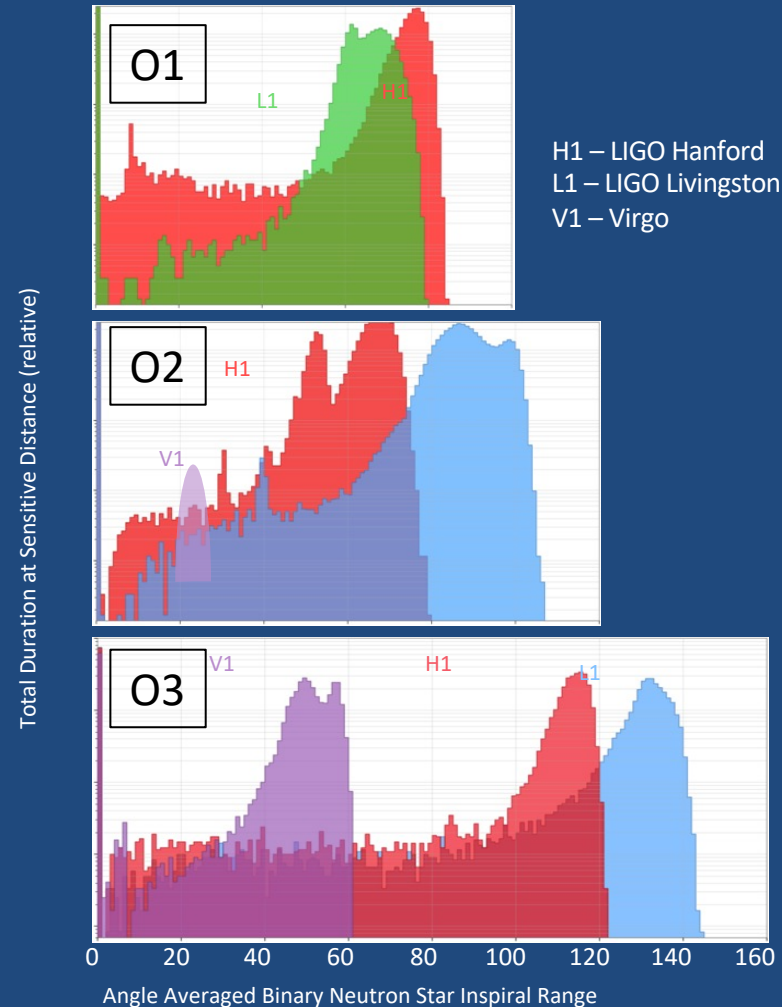 O1
L1
H1
H1 – LIGO Hanford
L1 – LIGO Livingston
V1 – Virgo
Total Duration at Sensitive Distance (relative)
O2
H1
V1
O3
V1
H1
L1
0 20 40 60 80 100 120 140 160
Angle Averaged Binary Neutron Star Inspiral Range